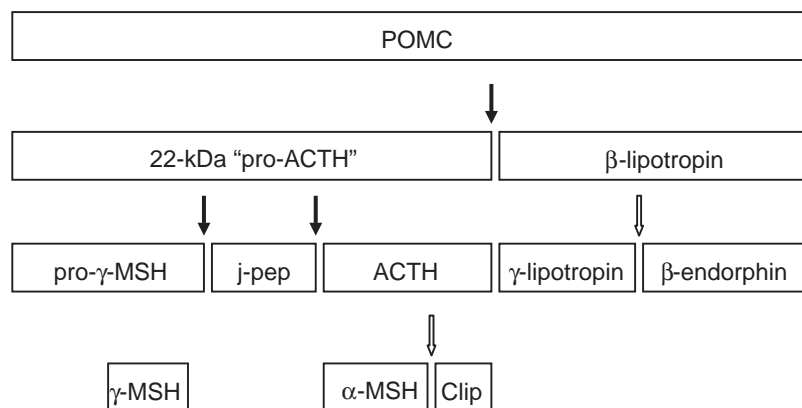 POMC
22-kDa “pro-ACTH” β-lipotropin
pro-γ-MSH j-pep ACTH γ-lipotropin β-endorphin
γ-MSH α-MSH Clip